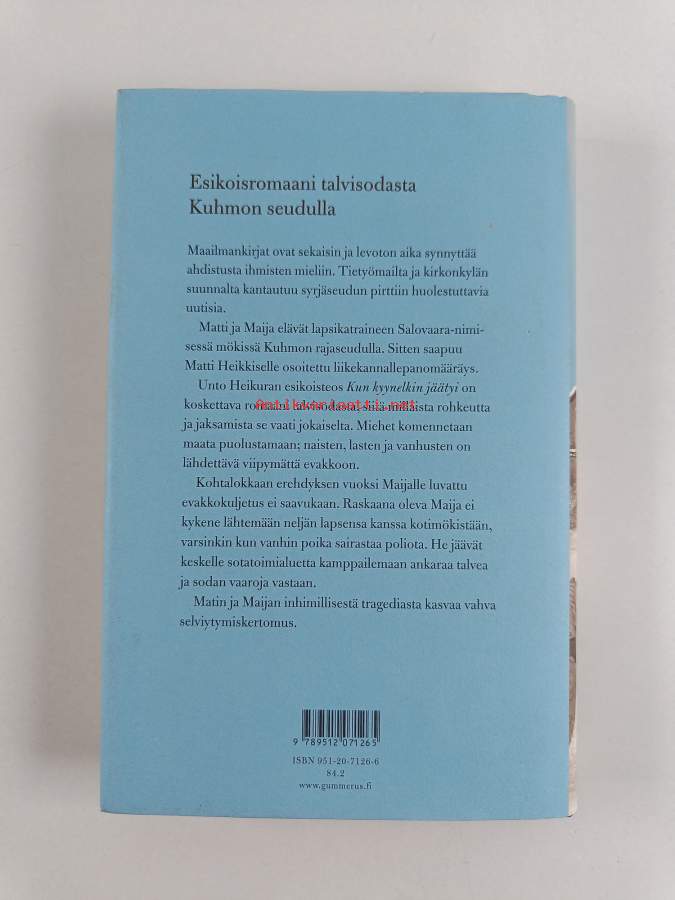 Esikoisromaani talvisodasta
Kuhmon seudulla
Maailmankirjat ovat sekaisin ja levoton aika synnyttää
ahdistusta ihmisten mieliin. Tietyömailta ja kirkonkylän
suunnalta kantautuu syrjäseudun pirttiin huolestuttavia
uutisia.
Matti ja Maija elävät lapsikatraineen Salovaara-nimi-
sessä mökissä Kuhmon rajaseudulla. Sitten saapuu
Matti Heikkiselle osoitettu liikekannallepanomääräys.
Unto Heikuran esikoisteos Kun kyynelkin jäätyi on
koskettava romaani talvisodasta, siitä millaista rohkeutta
ja jaksamista se vaati jokaiselta. Miehet komennetaan
maata puolustamaan; naisten, lasten ja vanhusten on
lähdettävä viipymättä evakkoon.
Kohtalokkaan erehdyksen vuoksi Maijalle luvattu
evakkokuljetus ei saavukaan. Raskaana oleva Maija ei
kykene lähtemään neljän lapsensa kanssa kotimökistään,
varsinkin kun vanhin poika sairastaa poliota. He jäävät
keskelle sotatoimialuetta kamppailemaan ankaraa talvea
ja sodan vaaroja vastaan.
Matin ja Maijan inhimillisestä tragediasta kasvaa vahva
selviytymiskertomus.
9 789512 071265
ISBN 951-20-7126-6
84.2
www.gummerus.fi